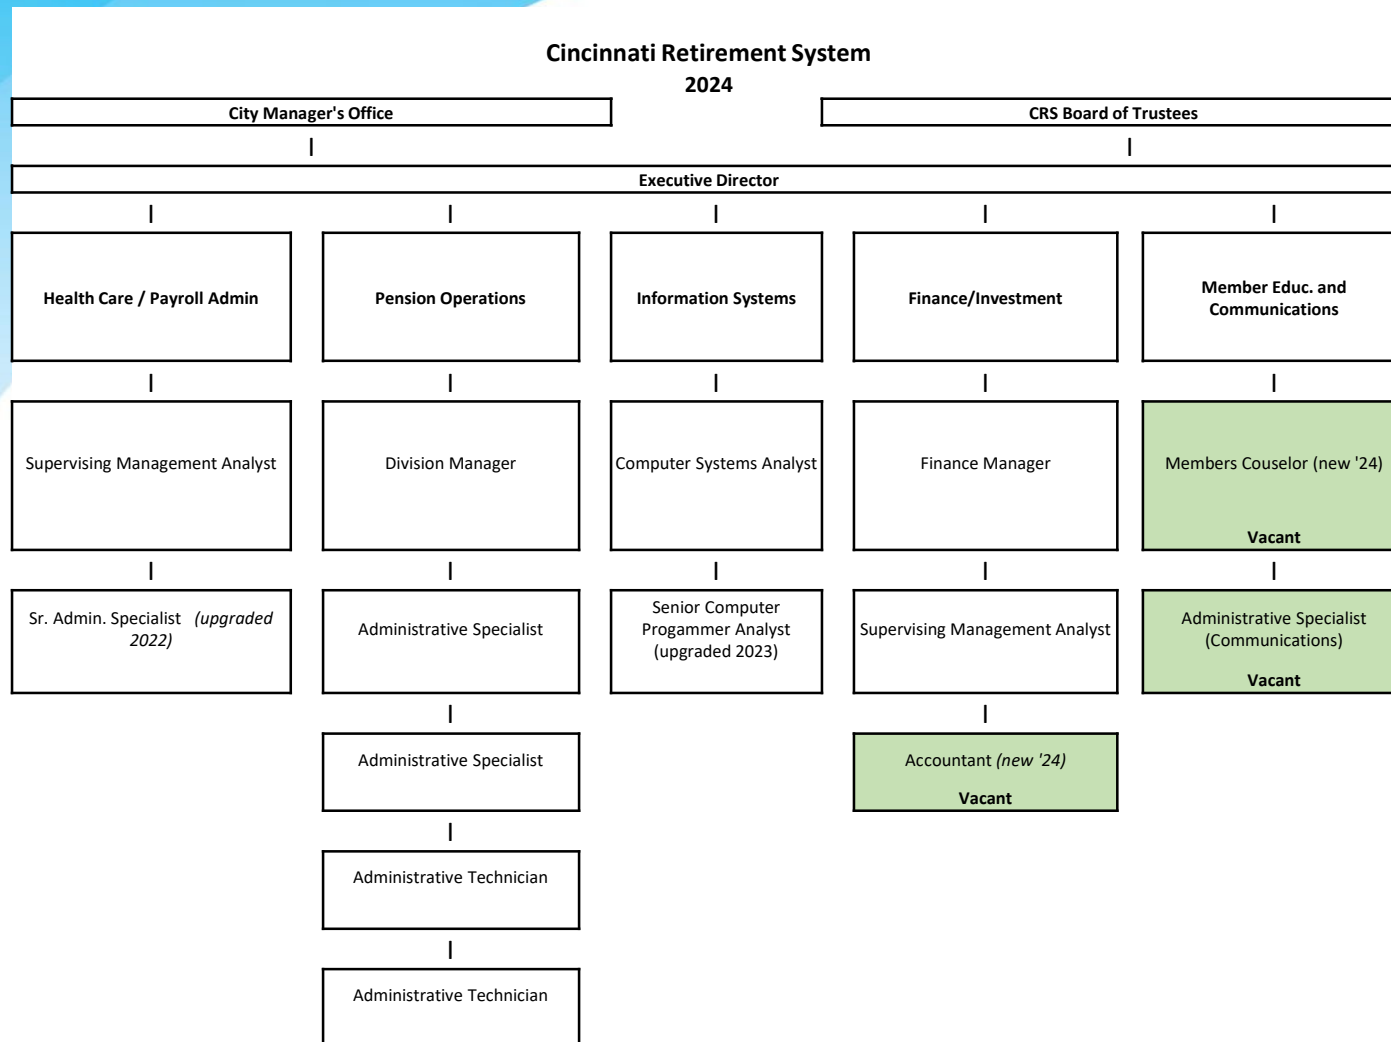 Cincinnati Retirement System
2024
City Manager's Office
CRS Board of Trustees
Executive Director
Health Care / Payroll Admin
Pension Operations
Information Systems
Finance/Investment
Member Educ. and
Communications
Supervising Management Analyst
Division Manager
Computer Systems Analyst
Finance Manager
Members Couselor (new '24)
Vacant
Sr. Admin. Specialist (upgraded
2022)
Administrative Specialist
Senior Computer
Progammer Analyst
(upgraded 2023)
Supervising Management Analyst
Administrative Specialist
(Communications)
Vacant
Administrative Specialist
Accountant (new '24)
Vacant
Administrative Technician
Administrative Technician